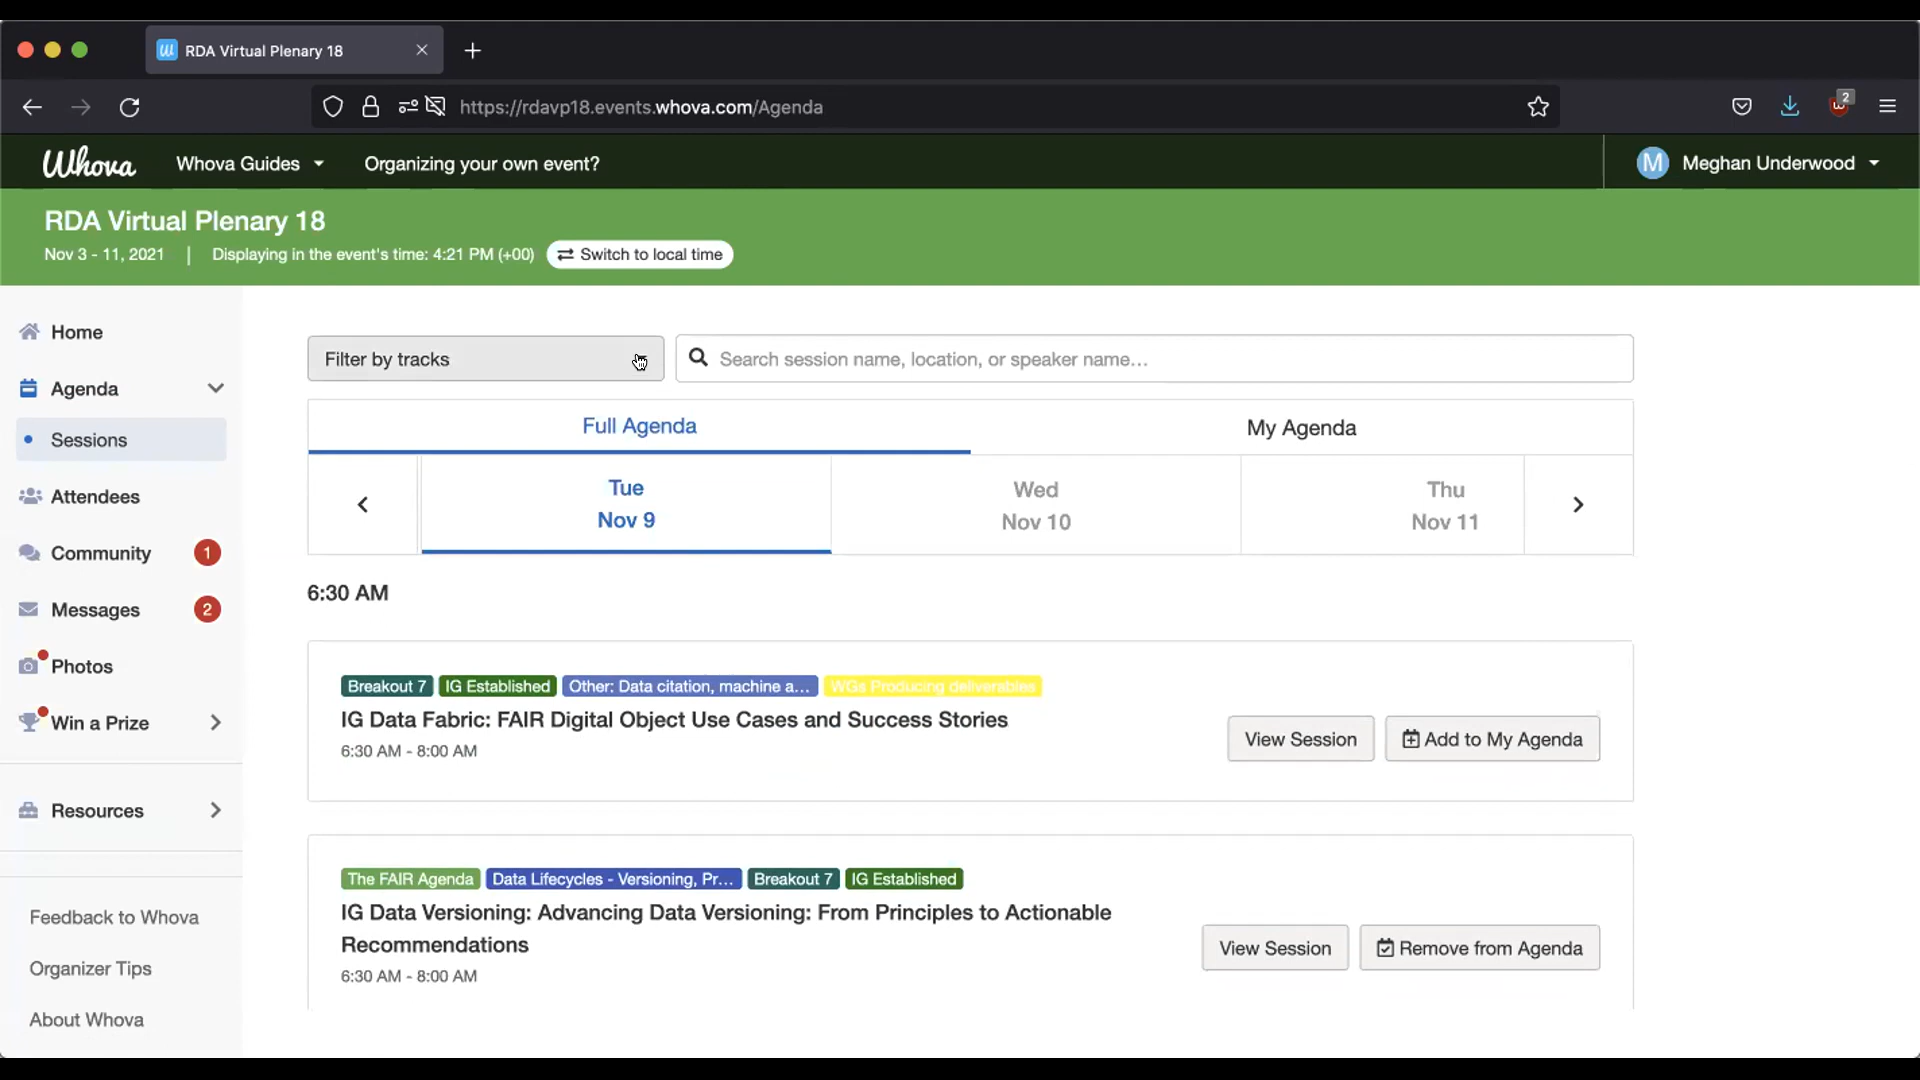 RDA Virtual Plenary 18
https://rdavp18.events.whova.com/Agenda
2
Whova
Whova Guides
Organizing your own event?
M
Meghan Underwood
RDA Virtual Plenary 18
Nov 3 - 11, 2021 | Displaying in the event's time: 4:21 PM (+00)
Switch to local time
Home
Agenda
Sessions
Attendees
Community
1
Messages
2
Photos
Win a Prize
Resources
Feedback to Whova
Organizer Tips
About Whova
Filter by tracks
Search session name, location, or speaker name...
Full Agenda
My Agenda
Tue
Nov 9
Wed
Nov 10
Thu
Nov 11
6:30 AM
Breakout 7 IG Established Other: Data citation, machine a... WGs Producing deliverables
IG Data Fabric: FAIR Digital Object Use Cases and Success Stories
6:30 AM - 8:00 AM
View Session
Add to My Agenda
The FAIR Agenda Data Lifecycles - Versioning, Pr... Breakout 7 IG Established
IG Data Versioning: Advancing Data Versioning: From Principles to Actionable
Recommendations
6:30 AM - 8:00 AM
View Session
Remove from Agenda